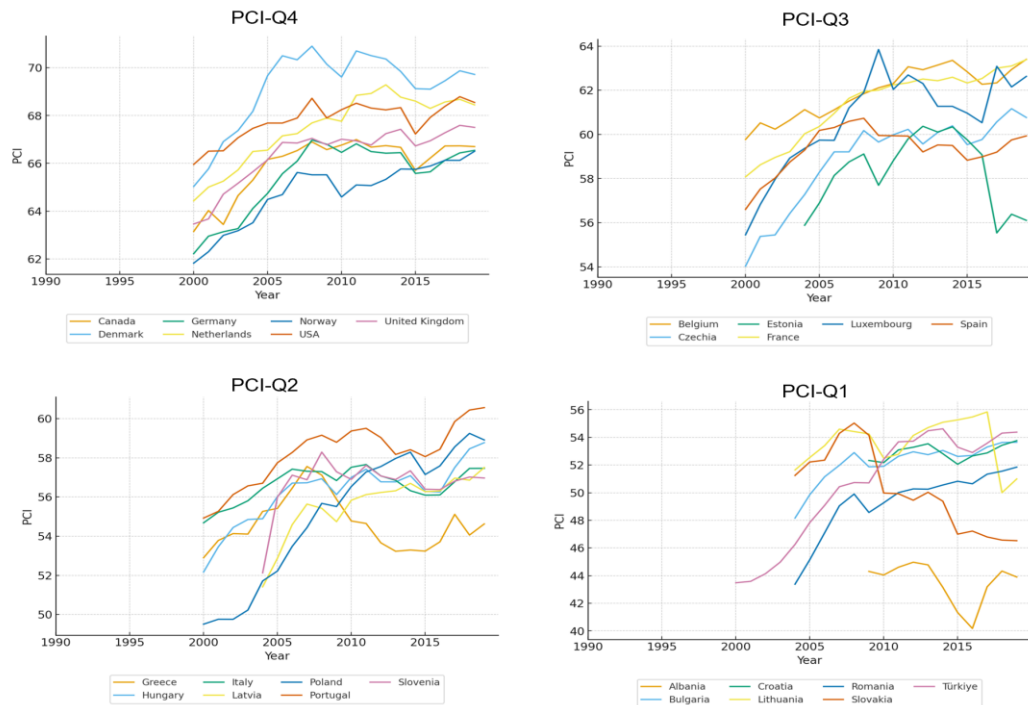 PCI-Q4
PCI
70
68
66
64
62
1990 1995 2000 2005 2010 2015
Year
Canada Germany Norway United Kingdom
Denmark Netherlands USA
PCI-Q3
PCI
64
62
60
58
56
54
1990 1995 2000 2005 2010 2015
Year
Belgium Estonia Luxembourg Spain
Czechia France
PCI-Q2
PCI
60
58
56
54
52
50
1990 1995 2000 2005 2010 2015
Year
Greece Italy Poland Slovenia
Hungary Latvia Portugal
PCI-Q1
PCI
56
54
52
50
48
46
44
42
40
1990 1995 2000 2005 2010 2015
Year
Albania Croatia Romania Türkiye
Bulgaria Lithuania Slovakia